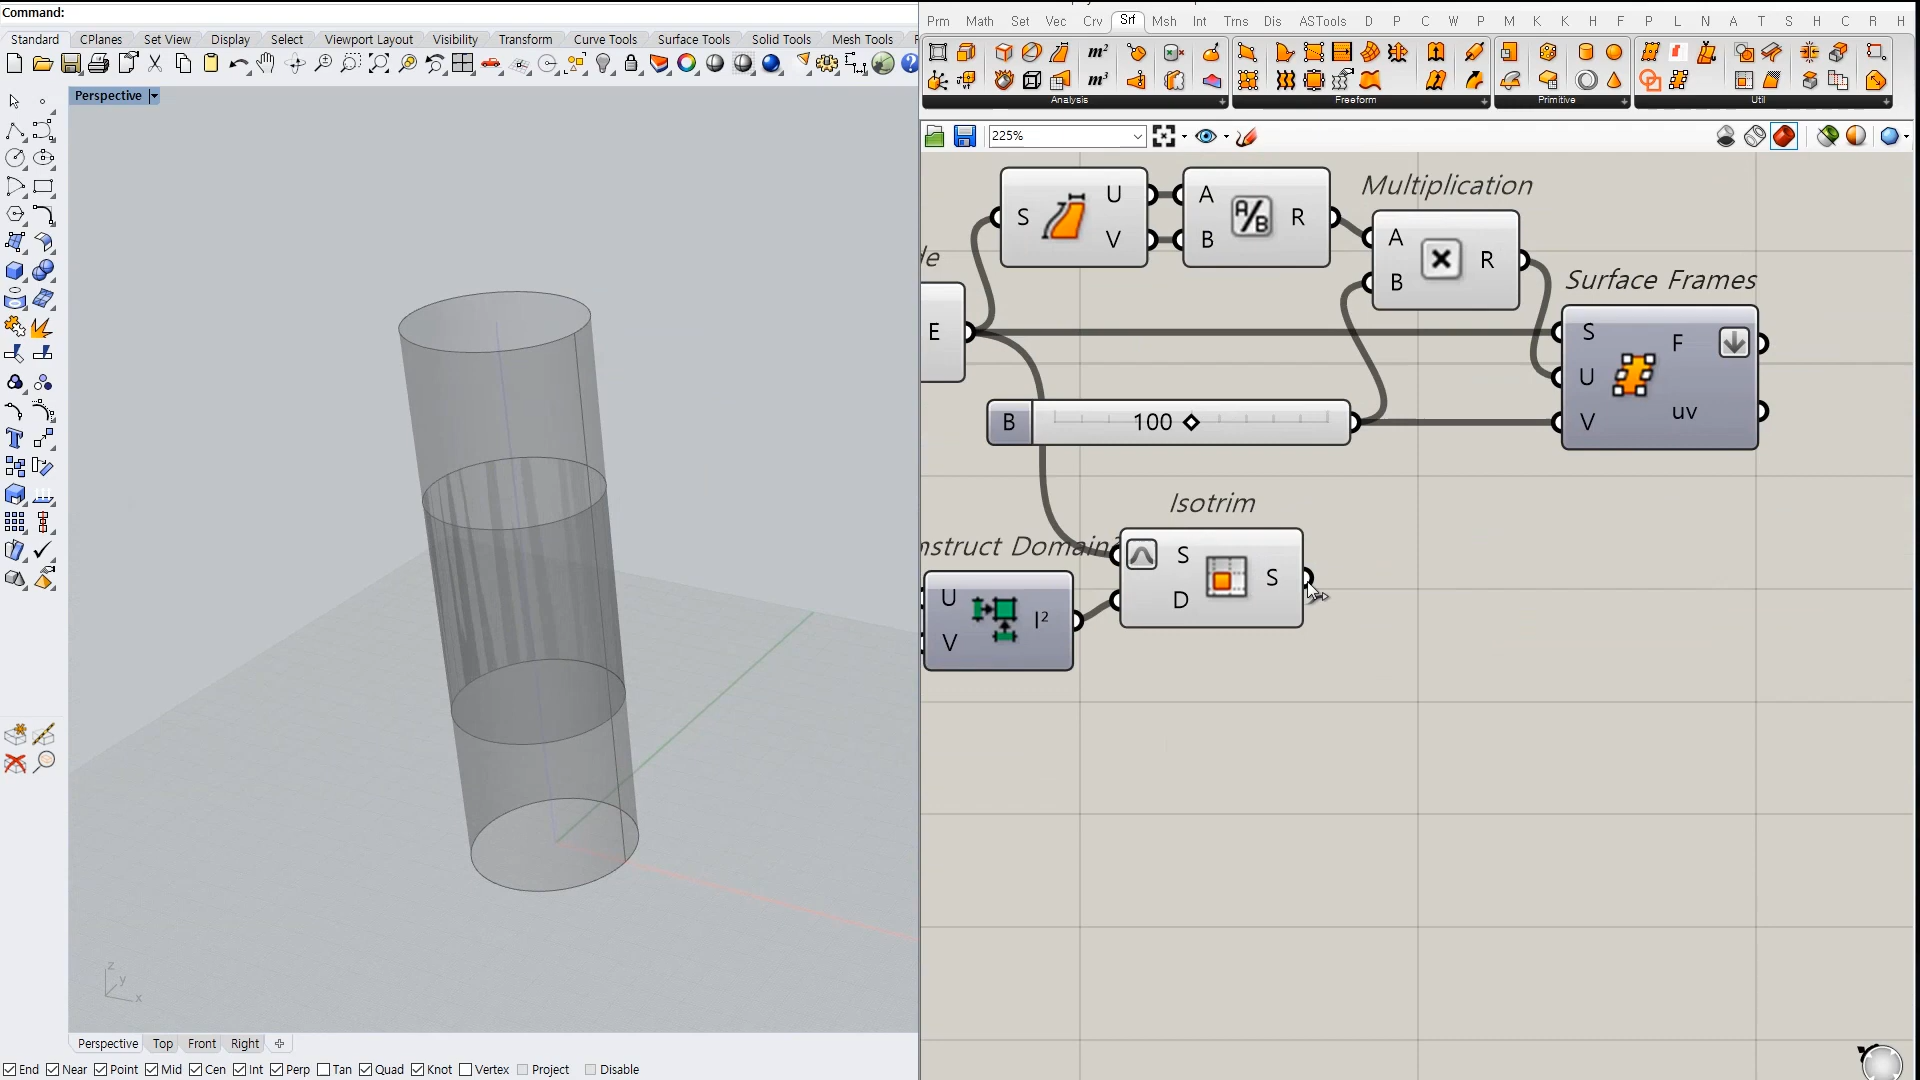 Command:
Standard CPlanes Set View Display Select Viewport Layout Visibility Transform Curve Tools Surface Tools Solid Tools Mesh Tools
Prm Math Set Vec Crv Srf Msh Int Trns Dis ASTools D P C W P M K K H F P L N A T S H C R H
m²
m³
Analysis Freeform Primitive Util
225%
Perspective
Multiplication
Surface Frames
S U V
A B R
A/B
A B R
E
B 100
S U V F uv
Isotrim
nstruct Domain²
S D S
U V I²
z y x
Perspective Top Front Right
End Near Point Mid Cen Int Perp Tan Quad Knot Vertex Project Disable